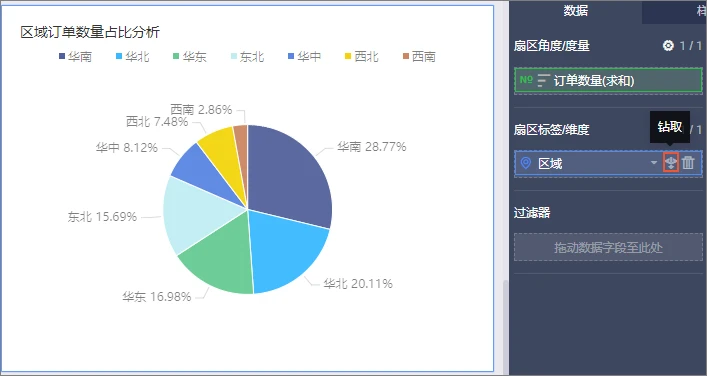 区域订单数量占比分析
华南 华北 华东 东北 华中 西北 西南
西南 2.86%
西北 7.48%
华中 8.12%
华南 28.77%
东北 15.69%
华东 16.98%
华北 20.11%
数据
扇区角度/度量 1 / 1
№ 订单数量(求和)
钻取
扇区标签/维度 / 1
区域
过滤器
拖动数据字段至此处